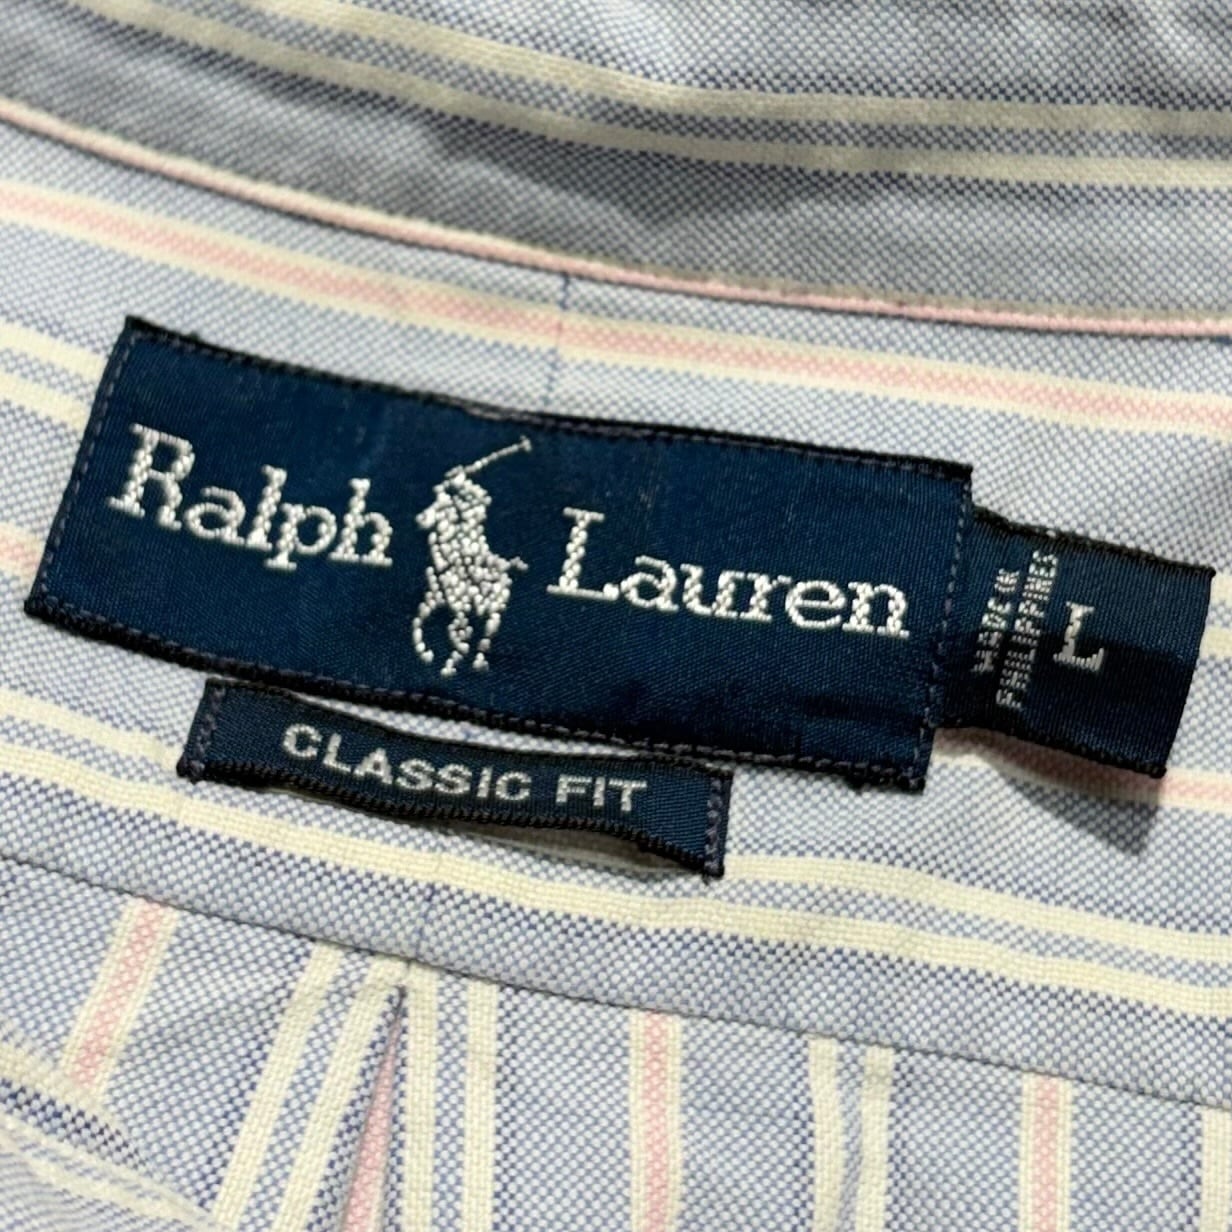 Ralph Lauren
MADE IN
PHILIPPINES
L
CLASSIC FIT